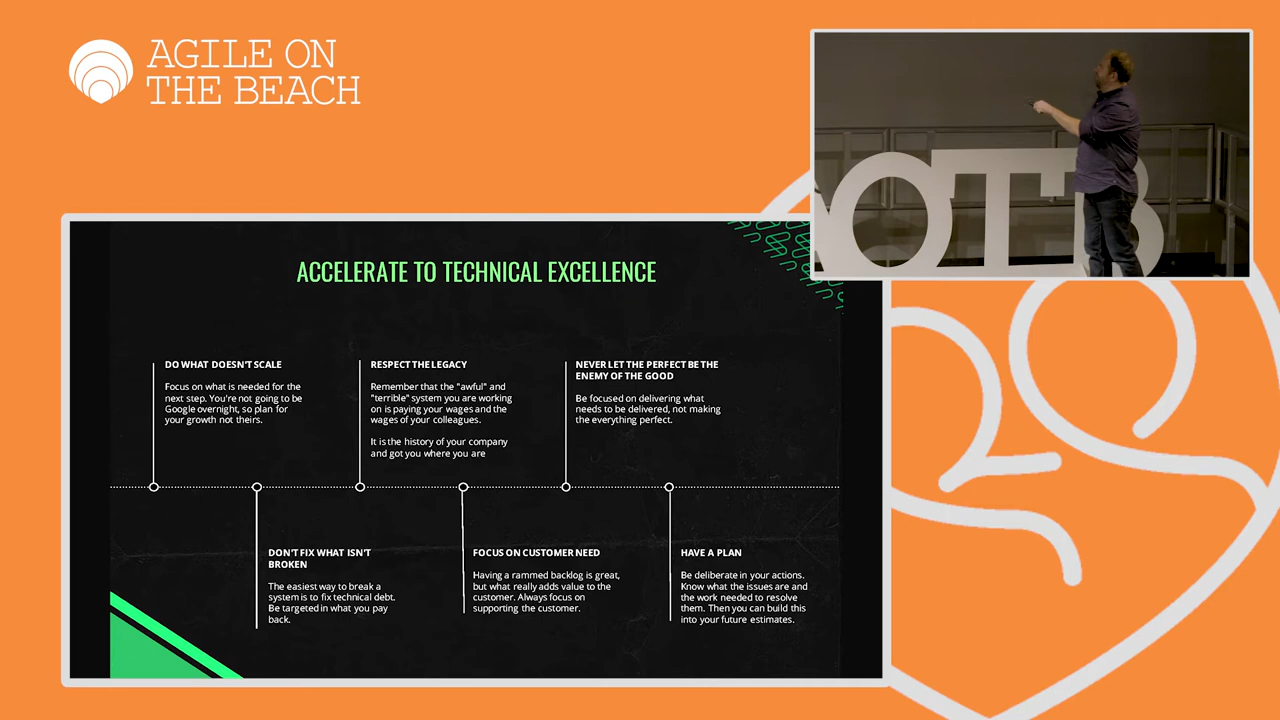 AGILE ON
THE BEACH
OTB
ACCELERATE TO TECHNICAL EXCELLENCE
DO WHAT DOESN'T SCALE
Focus on what is needed for the
next step. You're not going to be
Google overnight, so plan for
your growth not theirs.
RESPECT THE LEGACY
Remember that the "awful" and
"terrible" system you are working
on is paying your wages and the
wages of your colleagues.
It is the history of your company
and got you where you are
NEVER LET THE PERFECT BE THE
ENEMY OF THE GOOD
Be focused on delivering what
needs to be delivered, not making
the everything perfect.
DON'T FIX WHAT ISN'T
BROKEN
The easiest way to break a
system is to fix technical debt.
Be targeted in what you pay
back.
FOCUS ON CUSTOMER NEED
Having a rammed backlog is great,
but what really adds value to the
customer. Always focus on
supporting the customer.
HAVE A PLAN
Be deliberate in your actions.
Know what the issues are and
the work needed to resolve
them. Then you can build this
into your future estimates.